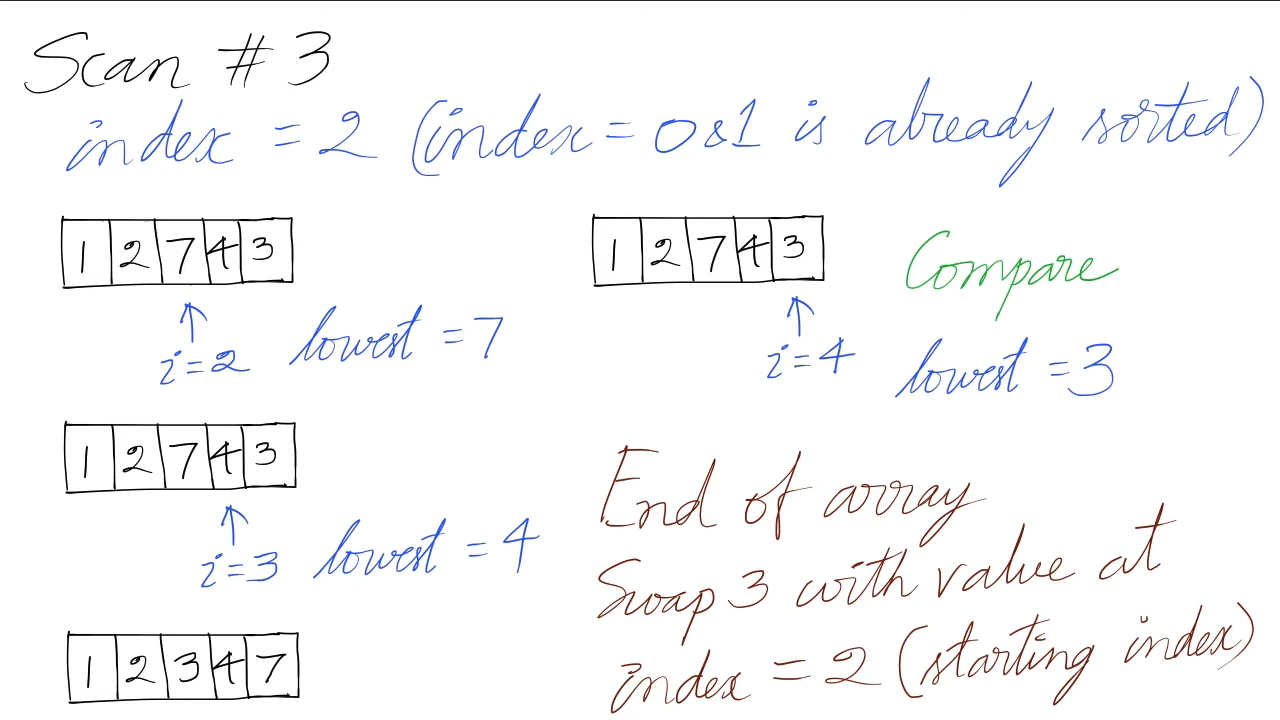 Scan # 3
index = 2 (index = 0 & 1 is already sorted)
1 2 7 4 3
i = 2 lowest = 7
1 2 7 4 3
i = 3 lowest = 4
1 2 3 4 7
1 2 7 4 3
Compare
i = 4 lowest = 3
End of array
Swap 3 with value at
index = 2 (starting index)